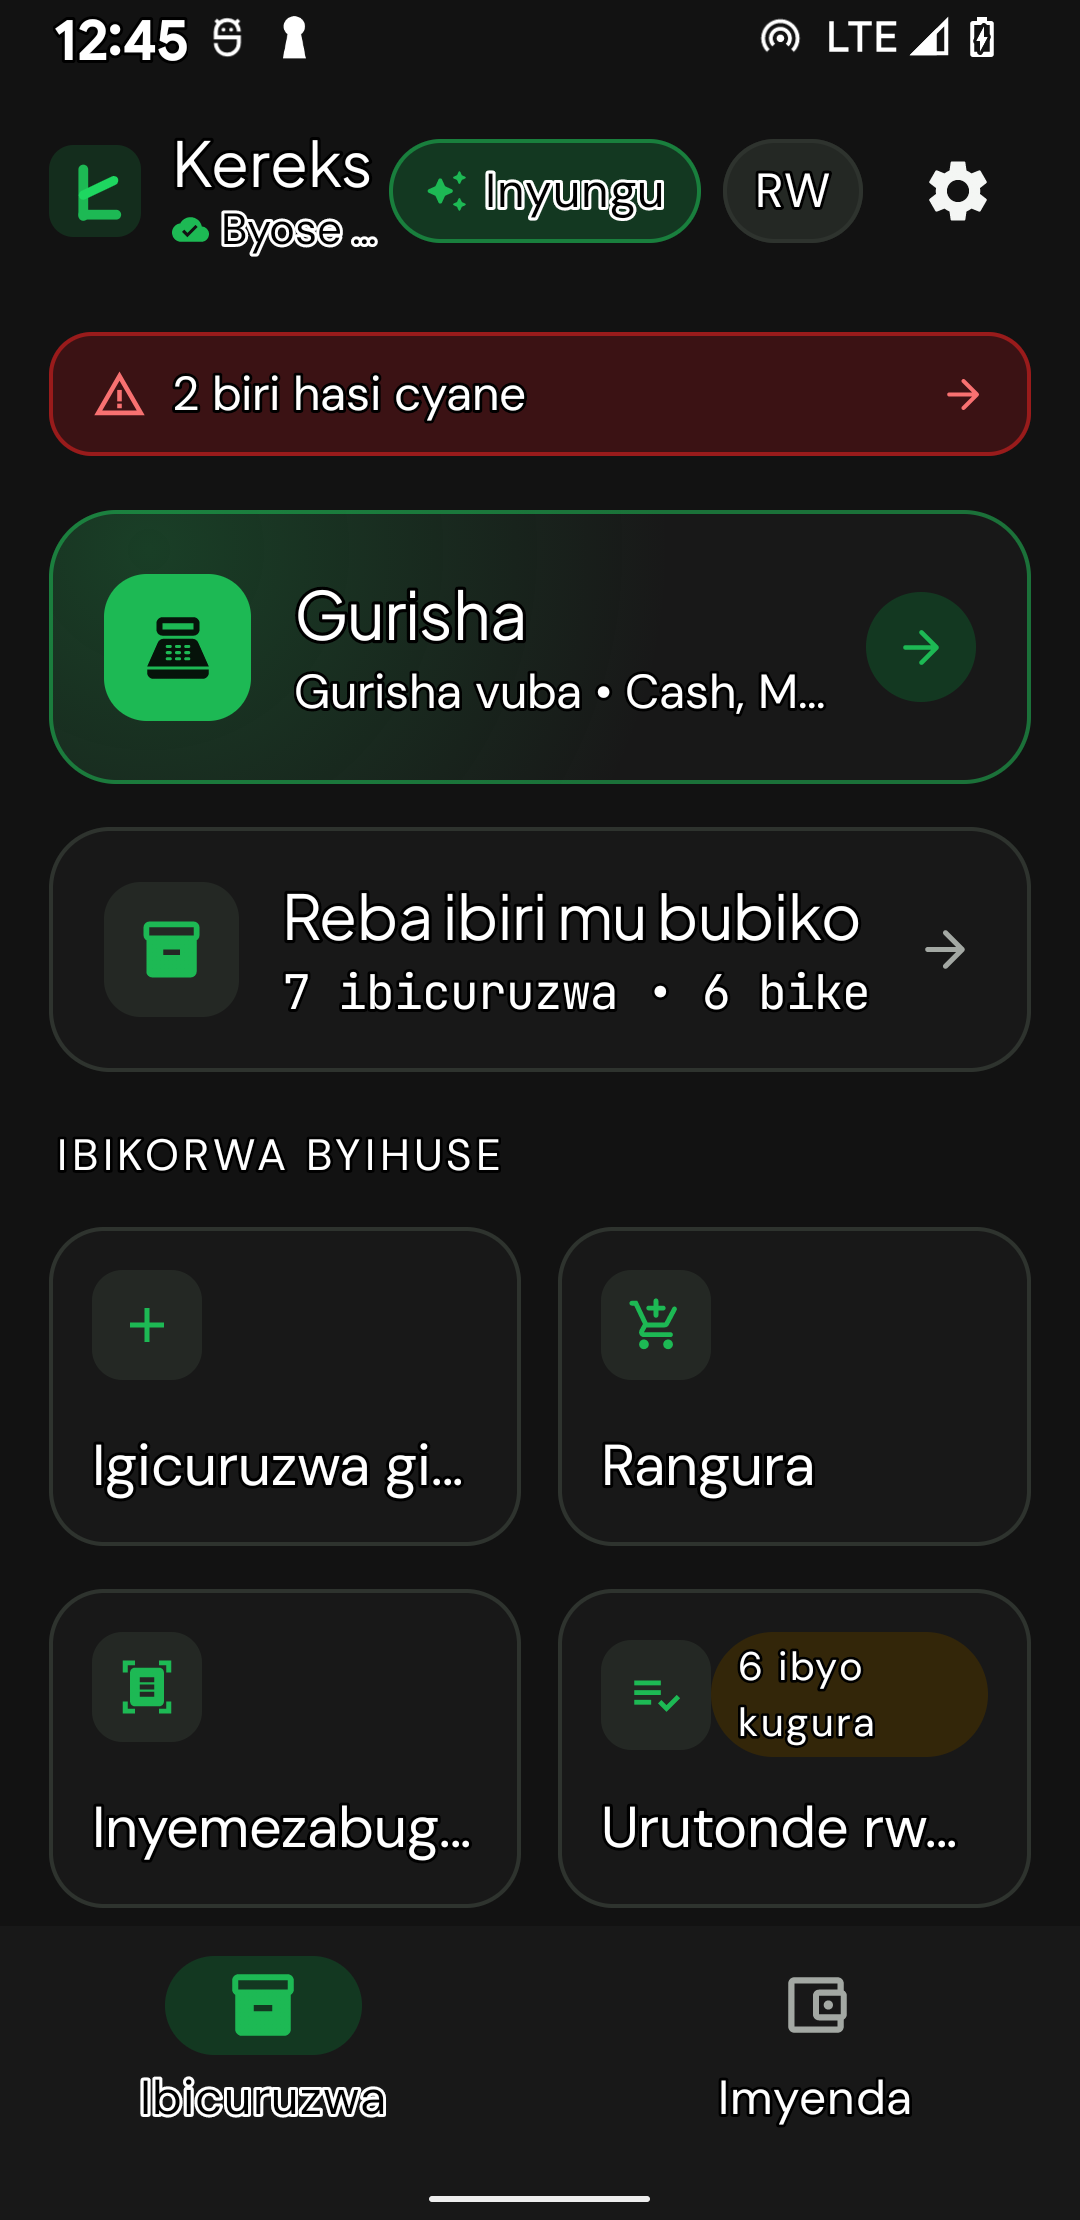 12:45
LTE
Kereks
Inyungu
RW
Byose ...
2 biri hasi cyane
Gurisha
Gurisha vuba • Cash, M...
Reba ibiri mu bubiko
7 ibicuruzwa • 6 bike
IBIKORWA BYIHUSE
Igicuruzwa gi...
Rangura
6 ibyo
kugura
Inyemezabug...
Urutonde rw...
Ibicuruzwa
Imyenda